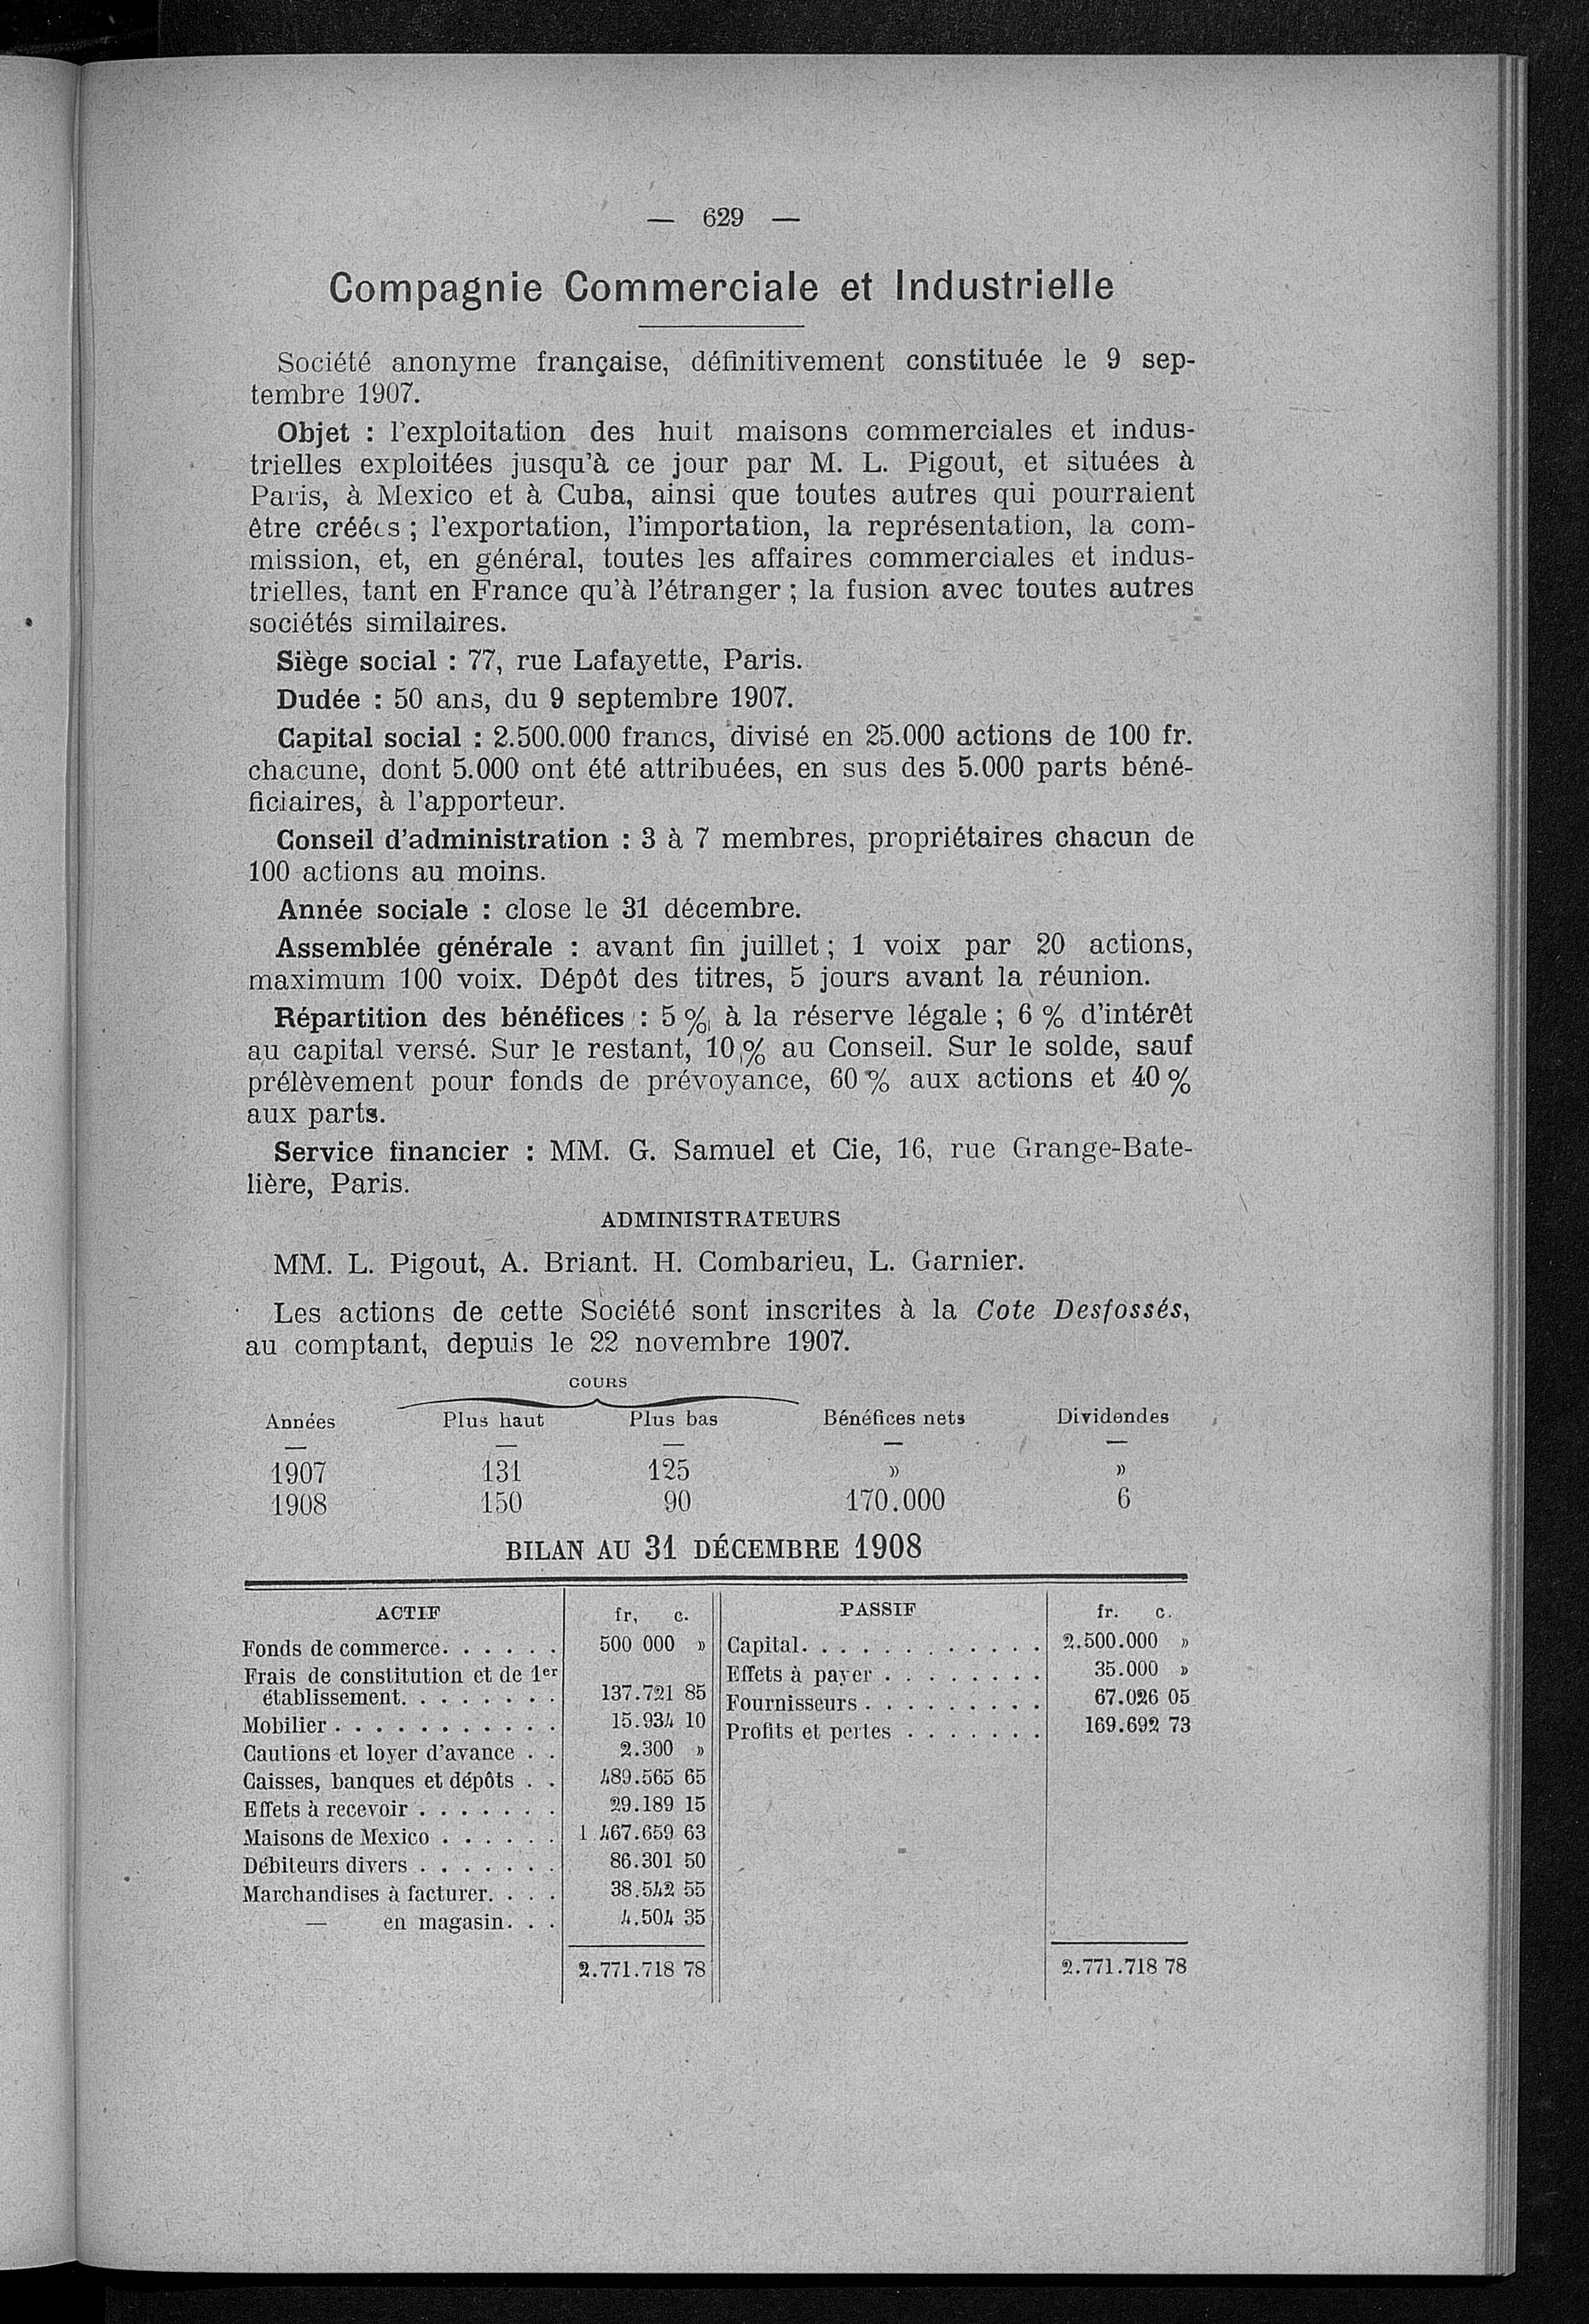 — 629 —
Compagnie Commerciale et Industrielle
Société anonyme française, définitivement constituée le 9 sep-
tembre 1907.
Objet : l'exploitation des huit maisons commerciales et indus-
trielles exploitées jusqu'à ce jour par M. L. Pigout, et situées à
Paris, à Mexico et à Cuba, ainsi que toutes autres qui pourraient
être créées ; l'exportation, l'importation, la représentation, la com-
mission, et, en général, toutes les affaires commerciales et indus-
trielles, tant en France qu'à l'étranger ; la fusion avec toutes autres
sociétés similaires.
Siège social : 77, rue Lafayette, Paris.
Dudée : 50 ans, du 9 septembre 1907.
Capital social : 2.500.000 francs, divisé en 25.000 actions de 100 fr.
chacune, dont 5.000 ont été attribuées, en sus des 5.000 parts béné-
ficiaires, à l'apporteur.
Conseil d'administration : 3 à 7 membres, propriétaires chacun de
100 actions au moins.
Année sociale : close le 31 décembre.
Assemblée générale : avant fin juillet ; 1 voix par 20 actions,
maximum 100 voix. Dépôt des titres, 5 jours avant la réunion.
Répartition des bénéfices : 5 % à la réserve légale ; 6 % d'intérêt
au capital versé. Sur le restant, 10 % au Conseil. Sur le solde, sauf
prélèvement pour fonds de prévoyance, 60 % aux actions et 40 %
aux parts.
Service financier : MM. G. Samuel et Cie, 16, rue Grange-Bate-
lière, Paris.
ADMINISTRATEURS
MM. L. Pigout, A. Briant. H. Combarieu, L. Garnier.
Les actions de cette Société sont inscrites à la Cote Desfossés,
au comptant, depuis le 22 novembre 1907.
COURS
Années Plus haut Plus bas Bénéfices nets Dividendes
— — — — —
1907 131 125 » »
1908 150 90 170.000 6
BILAN AU 31 DÉCEMBRE 1908
ACTIF fr, c. PASSIF fr. c.
Fonds de commerce. . . . . . 500 000 » Capital. . . . . . . . . . . . 2.500.000 »
Frais de constitution et de 1er Effets à payer . . . . . . . . 35.000 »
établissement. . . . . . . . 137.721 85 Fournisseurs . . . . . . . . . 67.026 05
Mobilier . . . . . . . . . . . 15.934 10 Profits et pertes . . . . . . . 169.692 73
Cautions et loyer d'avance . . 2.300 »
Caisses, banques et dépôts . . 489.565 65
Effets à recevoir . . . . . . . 29.189 15
Maisons de Mexico . . . . . . 1 467.659 63
Débiteurs divers . . . . . . . 86.301 50
Marchandises à facturer. . . . 38.542 55
— en magasin. . . 4.504 35
2.771.718 78 2.771.718 78